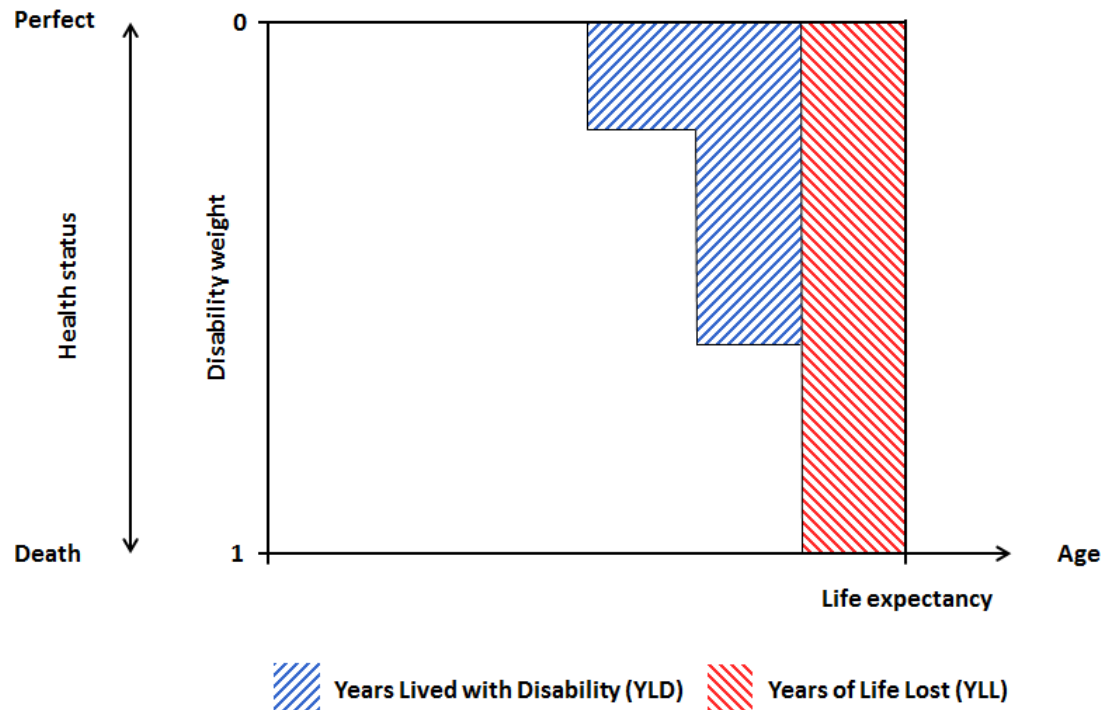 Perfect
0
Health status
Disability weight
Death
1
Age
Life expectancy
Years Lived with Disability (YLD)
Years of Life Lost (YLL)